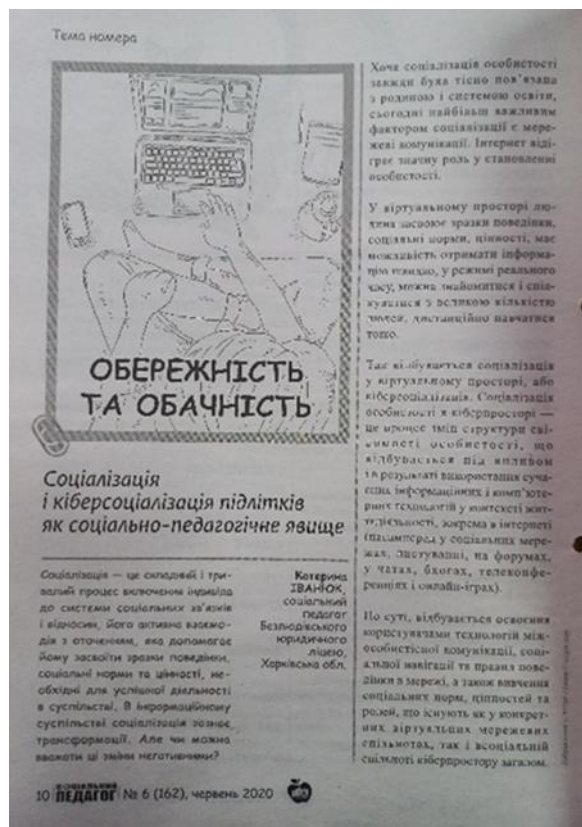 Тема номера
ОБЕРЕЖНІСТЬ
ТА ОБАЧНІСТЬ
Соціалізація
і кіберсоціалізація підлітків
як соціально-педагогічне явище
Соціалізація — це складний і три-
валий процес включення індивіда
до системи соціальних зв'язків
і відносин, його активна взаємо-
дія з оточенням, яка допомагає
йому засвоїти зразки поведінки,
соціальні норми та цінності, не-
обхідні для успішної діяльності
в суспільстві. В інформаційному
суспільстві соціалізація зазнає
трансформації. Але чи можна
вважати ці зміни негативними?
Катерина
ІВАНЮК,
соціальний
педагог
Безлюдівського
юридичного
ліцею,
Харківська обл.
Хоча соціалізація особистості
завжди була тісно пов'язана
з родиною і системою освіти,
сьогодні найбільш важливим
фактором соціалізації є мере-
жеві комунікації. Інтернет віді-
грає значну роль у становленні
особистості.
У віртуальному просторі лю-
дина засвоює зразки поведінки,
соціальні норми, цінності, має
можливість отримати інформа-
цію швидко, у режимі реального
часу, можна знайомитися і спіл-
куватися з великою кількістю
людей, дистанційно навчатися
тощо.
Так відбувається соціалізація
у віртуальному просторі, або
кіберсоціалізація. Соціалізація
особистості в кіберпросторі —
це процес змін структури сві-
домості особистості, що
відбувається під впливом
і в результаті використання суча-
сних інформаційних і комп'юте-
рних технологій у контексті жит-
тєдіяльності, зокрема в інтернеті
(насамперед у соціальних мере-
жах, листуванні, на форумах,
у чатах, блогах, телеконфе-
ренціях і онлайн-іграх).
По суті, відбувається освоєння
користувачами технологій між-
особистісної комунікації, соці-
альної навігації та правил пове-
дінки в мережі, а також вивчення
соціальних норм, цінностей та
ролей, що існують як у конкрет-
них віртуальних мережевих
спільнотах, так і всоціальній
спільноті кіберпростору загалом.
10 СОЦІАЛЬНИЙ ПЕДАГОГ № 6 (162), червень 2020